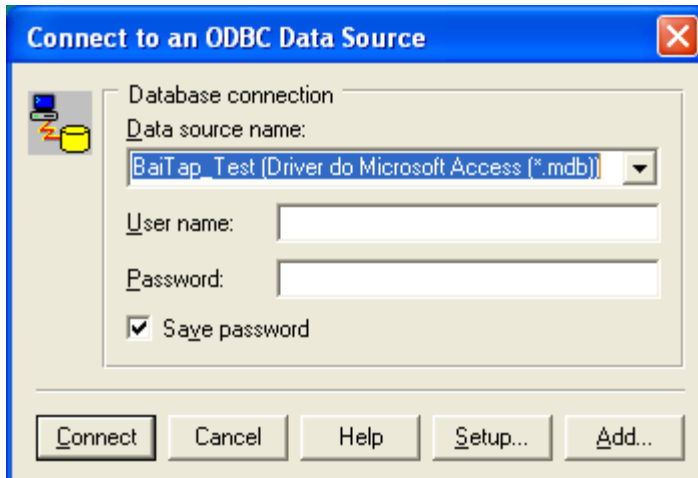 Connect to an ODBC Data Source
Database connection
Data source name:
BaiTap_Test (Driver do Microsoft Access (*.mdb))
User name:
Password:
Save password
Connect Cancel Help Setup... Add...